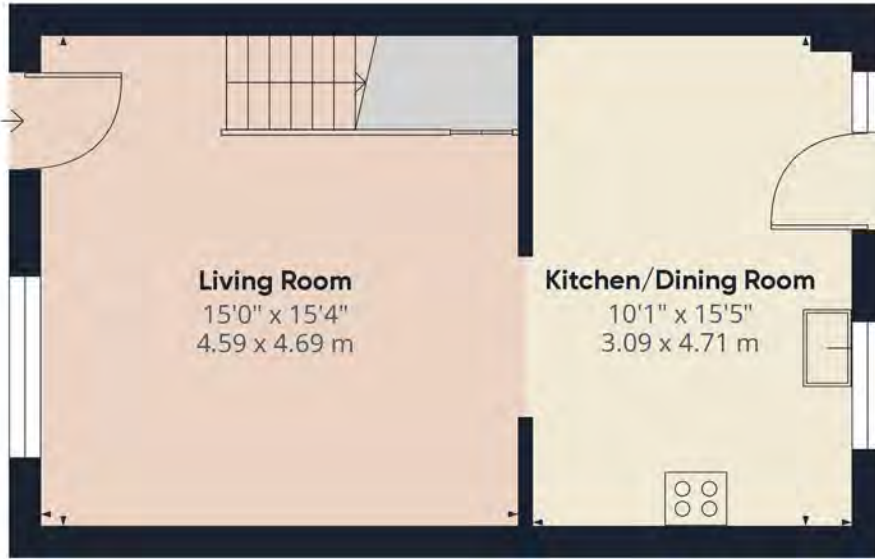 Living Room
15'0" x 15'4"
4.59 x 4.69 m
Kitchen/Dining Room
10'1" x 15'5"
3.09 x 4.71 m